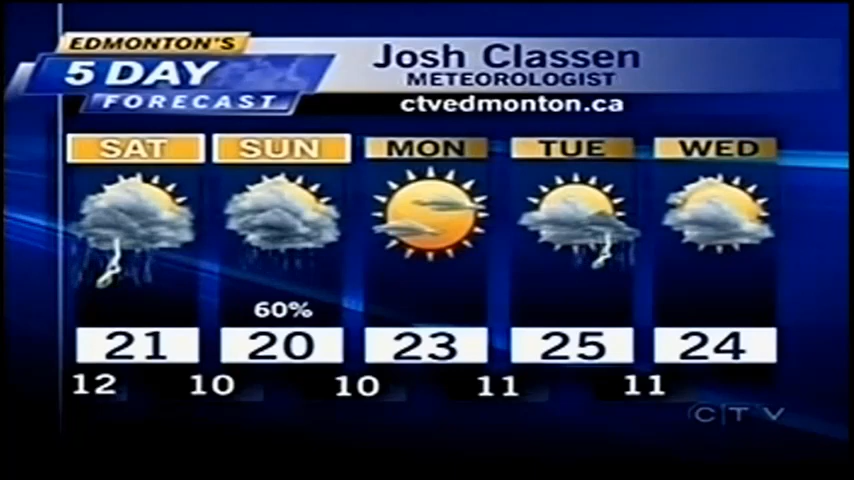 EDMONTON'S
5 DAY
FORECAST
Josh Classen
METEOROLOGIST
ctvedmonton.ca
SAT SUN MON TUE WED
60%
21 20 23 25 24
12 10 10 11 11
CTV